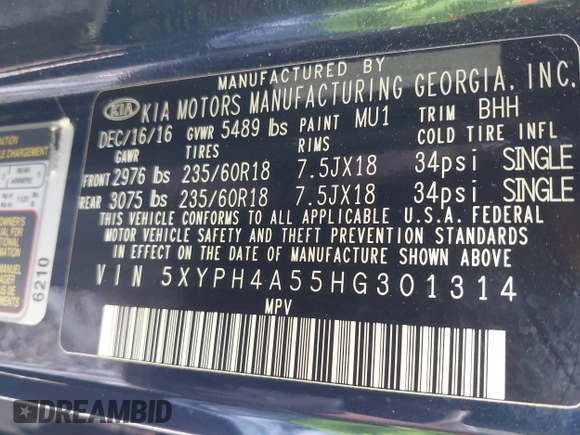 MANUFACTURED BY
KIA KIA MOTORS MANUFACTURING GEORGIA, INC.
DEC/16/16 GVWR 5489 lbs PAINT MU1 TRIM BHH
GAWR TIRES RIMS COLD TIRE INFL
FRONT 2976 lbs 235/60R18 7.5JX18 34psi SINGLE
REAR 3075 lbs 235/60R18 7.5JX18 34psi SINGLE
THIS VEHICLE CONFORMS TO ALL APPLICABLE U.S.A. FEDERAL
MOTOR VEHICLE SAFETY AND THEFT PREVENTION STANDARDS
IN EFFECT ON THE DATE OF MANUFACTURE SHOWN ABOVE.
VIN 5XYPH4A55HG301314
MPV
6210
DREAMBID